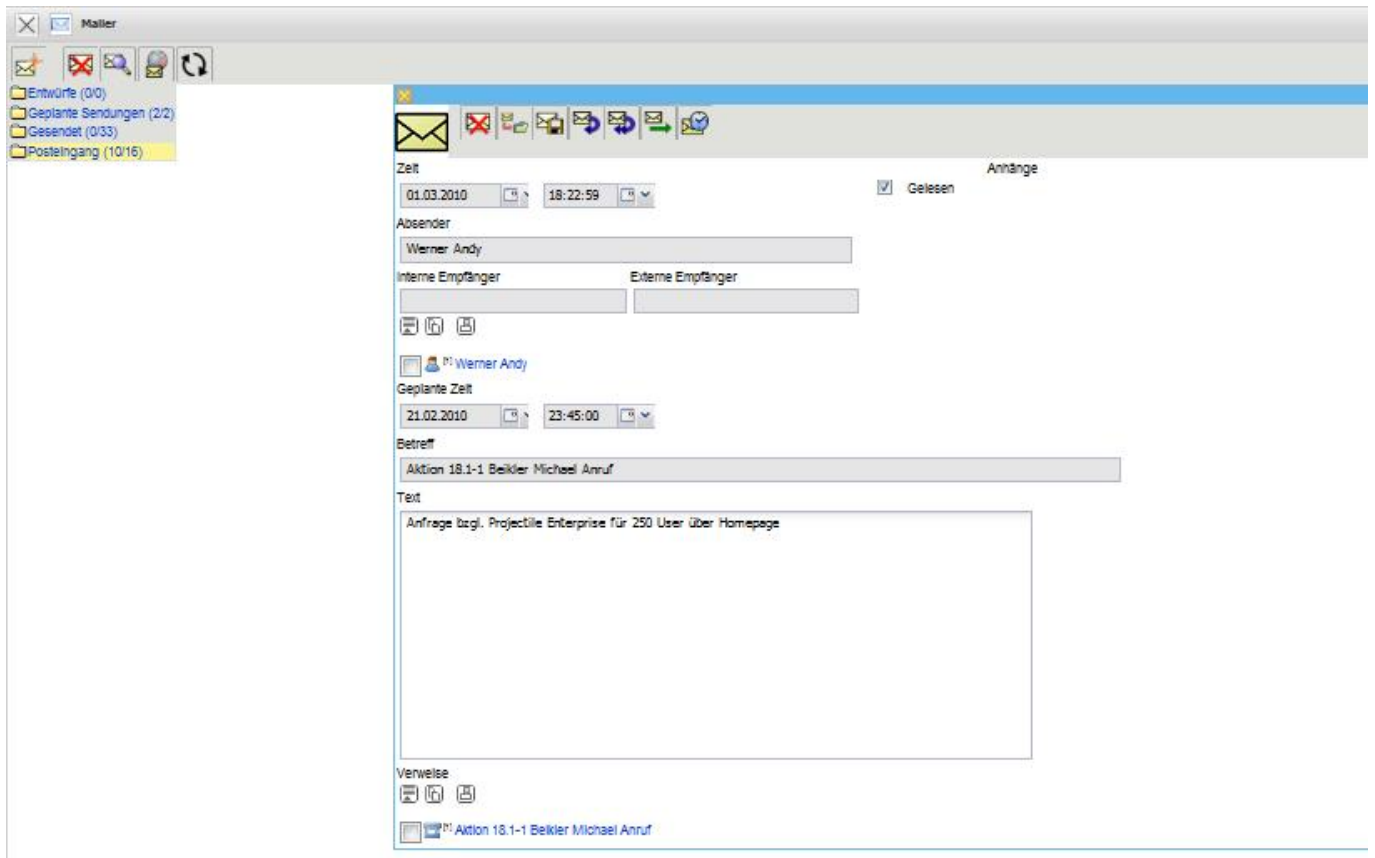 Mailer
Entwürfe (0/0)
Geplante Sendungen (2/2)
Gesendet (0/33)
Posteingang (10/16)
Zeit
Anhänge
01.03.2010
18:22:59
Gelesen
Absender
Werner Andy
Interne Empfänger
Externe Empfänger
Werner Andy
Geplante Zeit
21.02.2010
23:45:00
Betreff
Aktion 18.1-1 Beikler Michael Anruf
Text
Anfrage bzgl. Projectile Enterprise für 250 User über Homepage
Verweise
Aktion 18.1-1 Beikler Michael Anruf